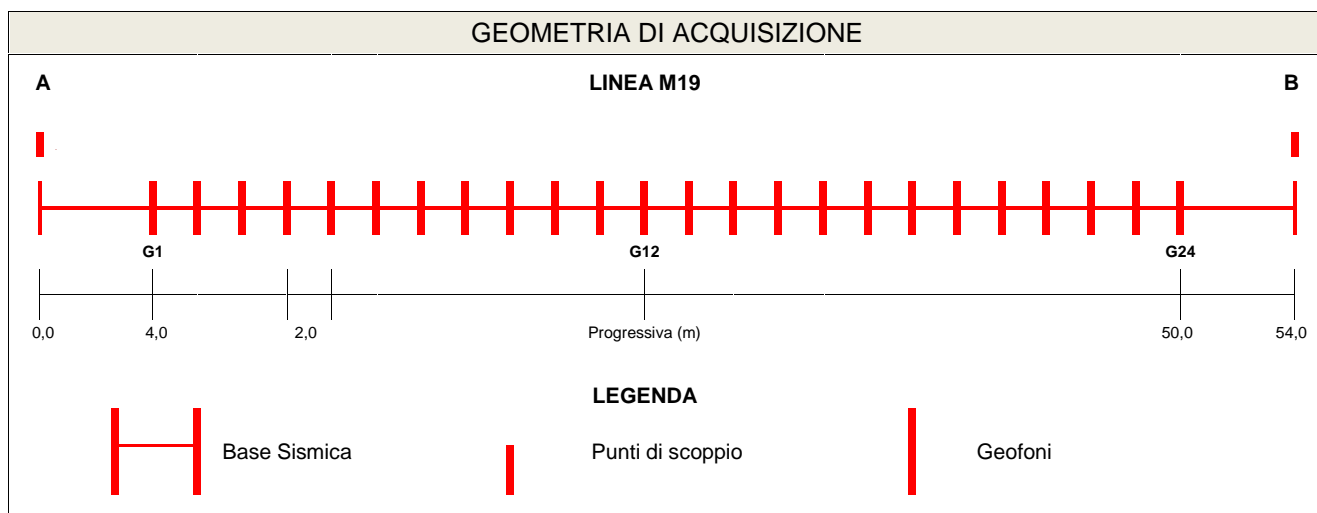 GEOMETRIA DI ACQUISIZIONE
A LINEA M19 B
G1 G12 G24
0,0 4,0 2,0 Progressiva (m) 50,0 54,0
LEGENDA
Base Sismica Punti di scoppio Geofoni